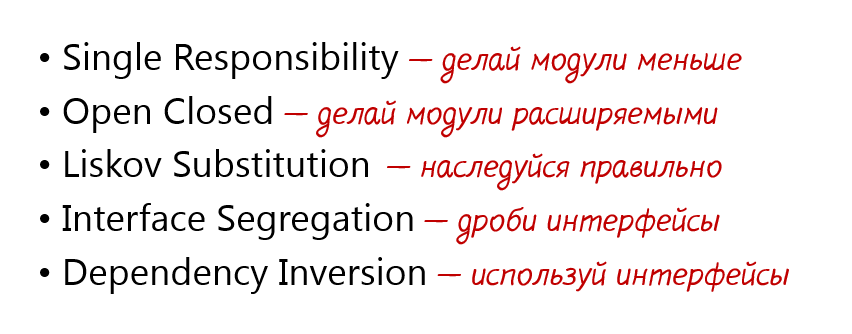 • Single Responsibility – делай модули меньше
• Open Closed – делай модули расширяемыми
• Liskov Substitution – наследуйся правильно
• Interface Segregation – дроби интерфейсы
• Dependency Inversion – используй интерфейсы